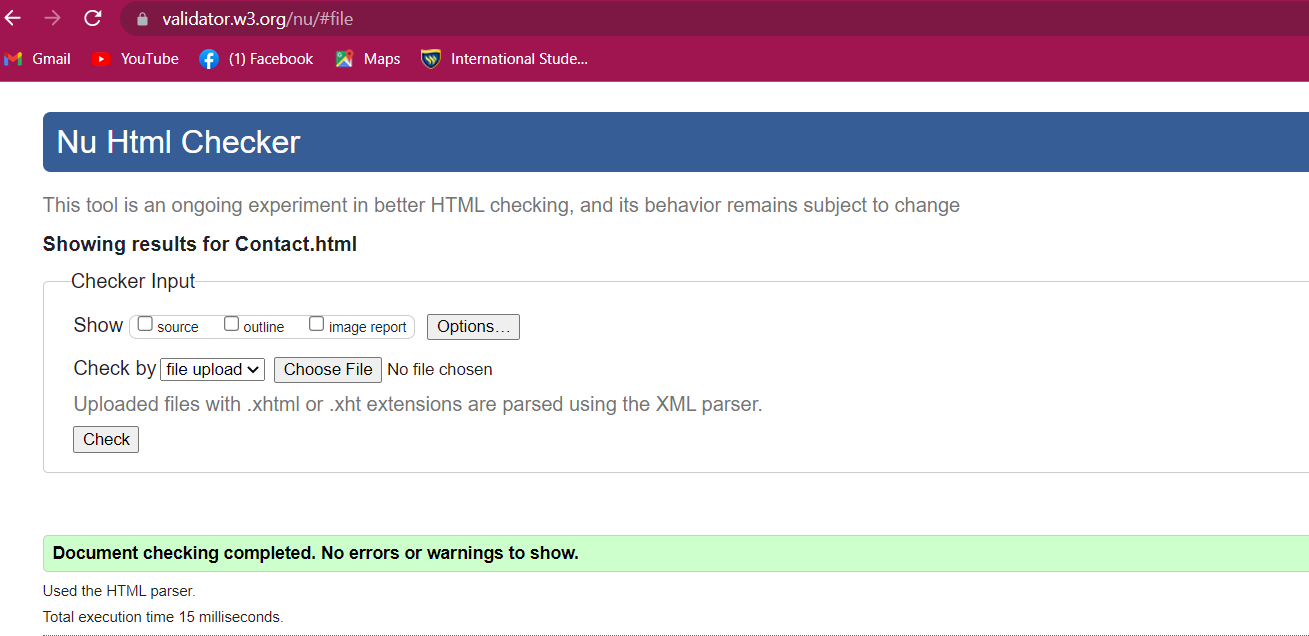 validator.w3.org/nu/#file
Gmail YouTube (1) Facebook Maps International Stude...
Nu Html Checker
This tool is an ongoing experiment in better HTML checking, and its behavior remains subject to change
Showing results for Contact.html
Checker Input
Show source outline image report Options...
Check by file upload Choose File No file chosen
Uploaded files with .xhtml or .xht extensions are parsed using the XML parser.
Check
Document checking completed. No errors or warnings to show.
Used the HTML parser.
Total execution time 15 milliseconds.